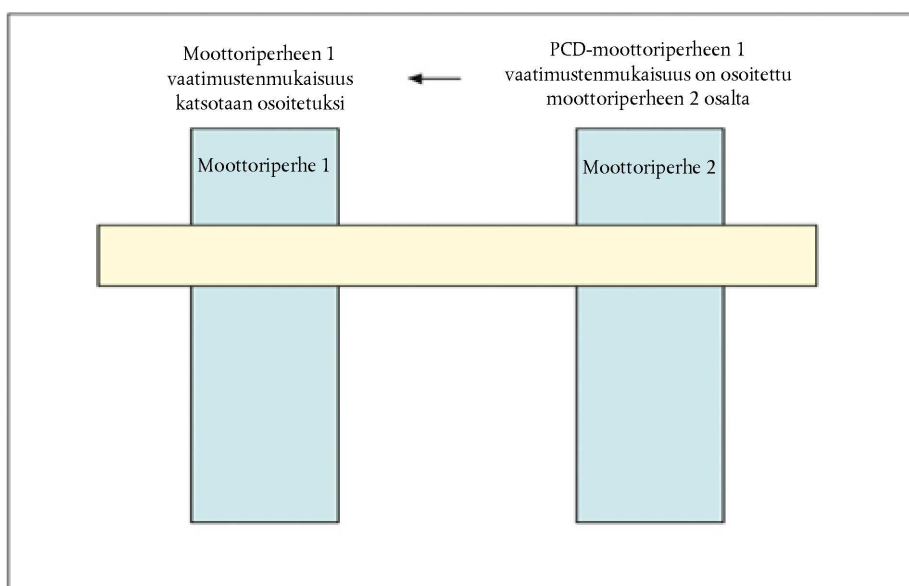 Moottoriperheen 1
vaatimustenmukaisuus
katsotaan osoitetuksi
PCD-moottoriperheen 1
vaatimustenmukaisuus on osoitettu
moottoriperheen 2 osalta
Moottoriperhe 1
Moottoriperhe 2